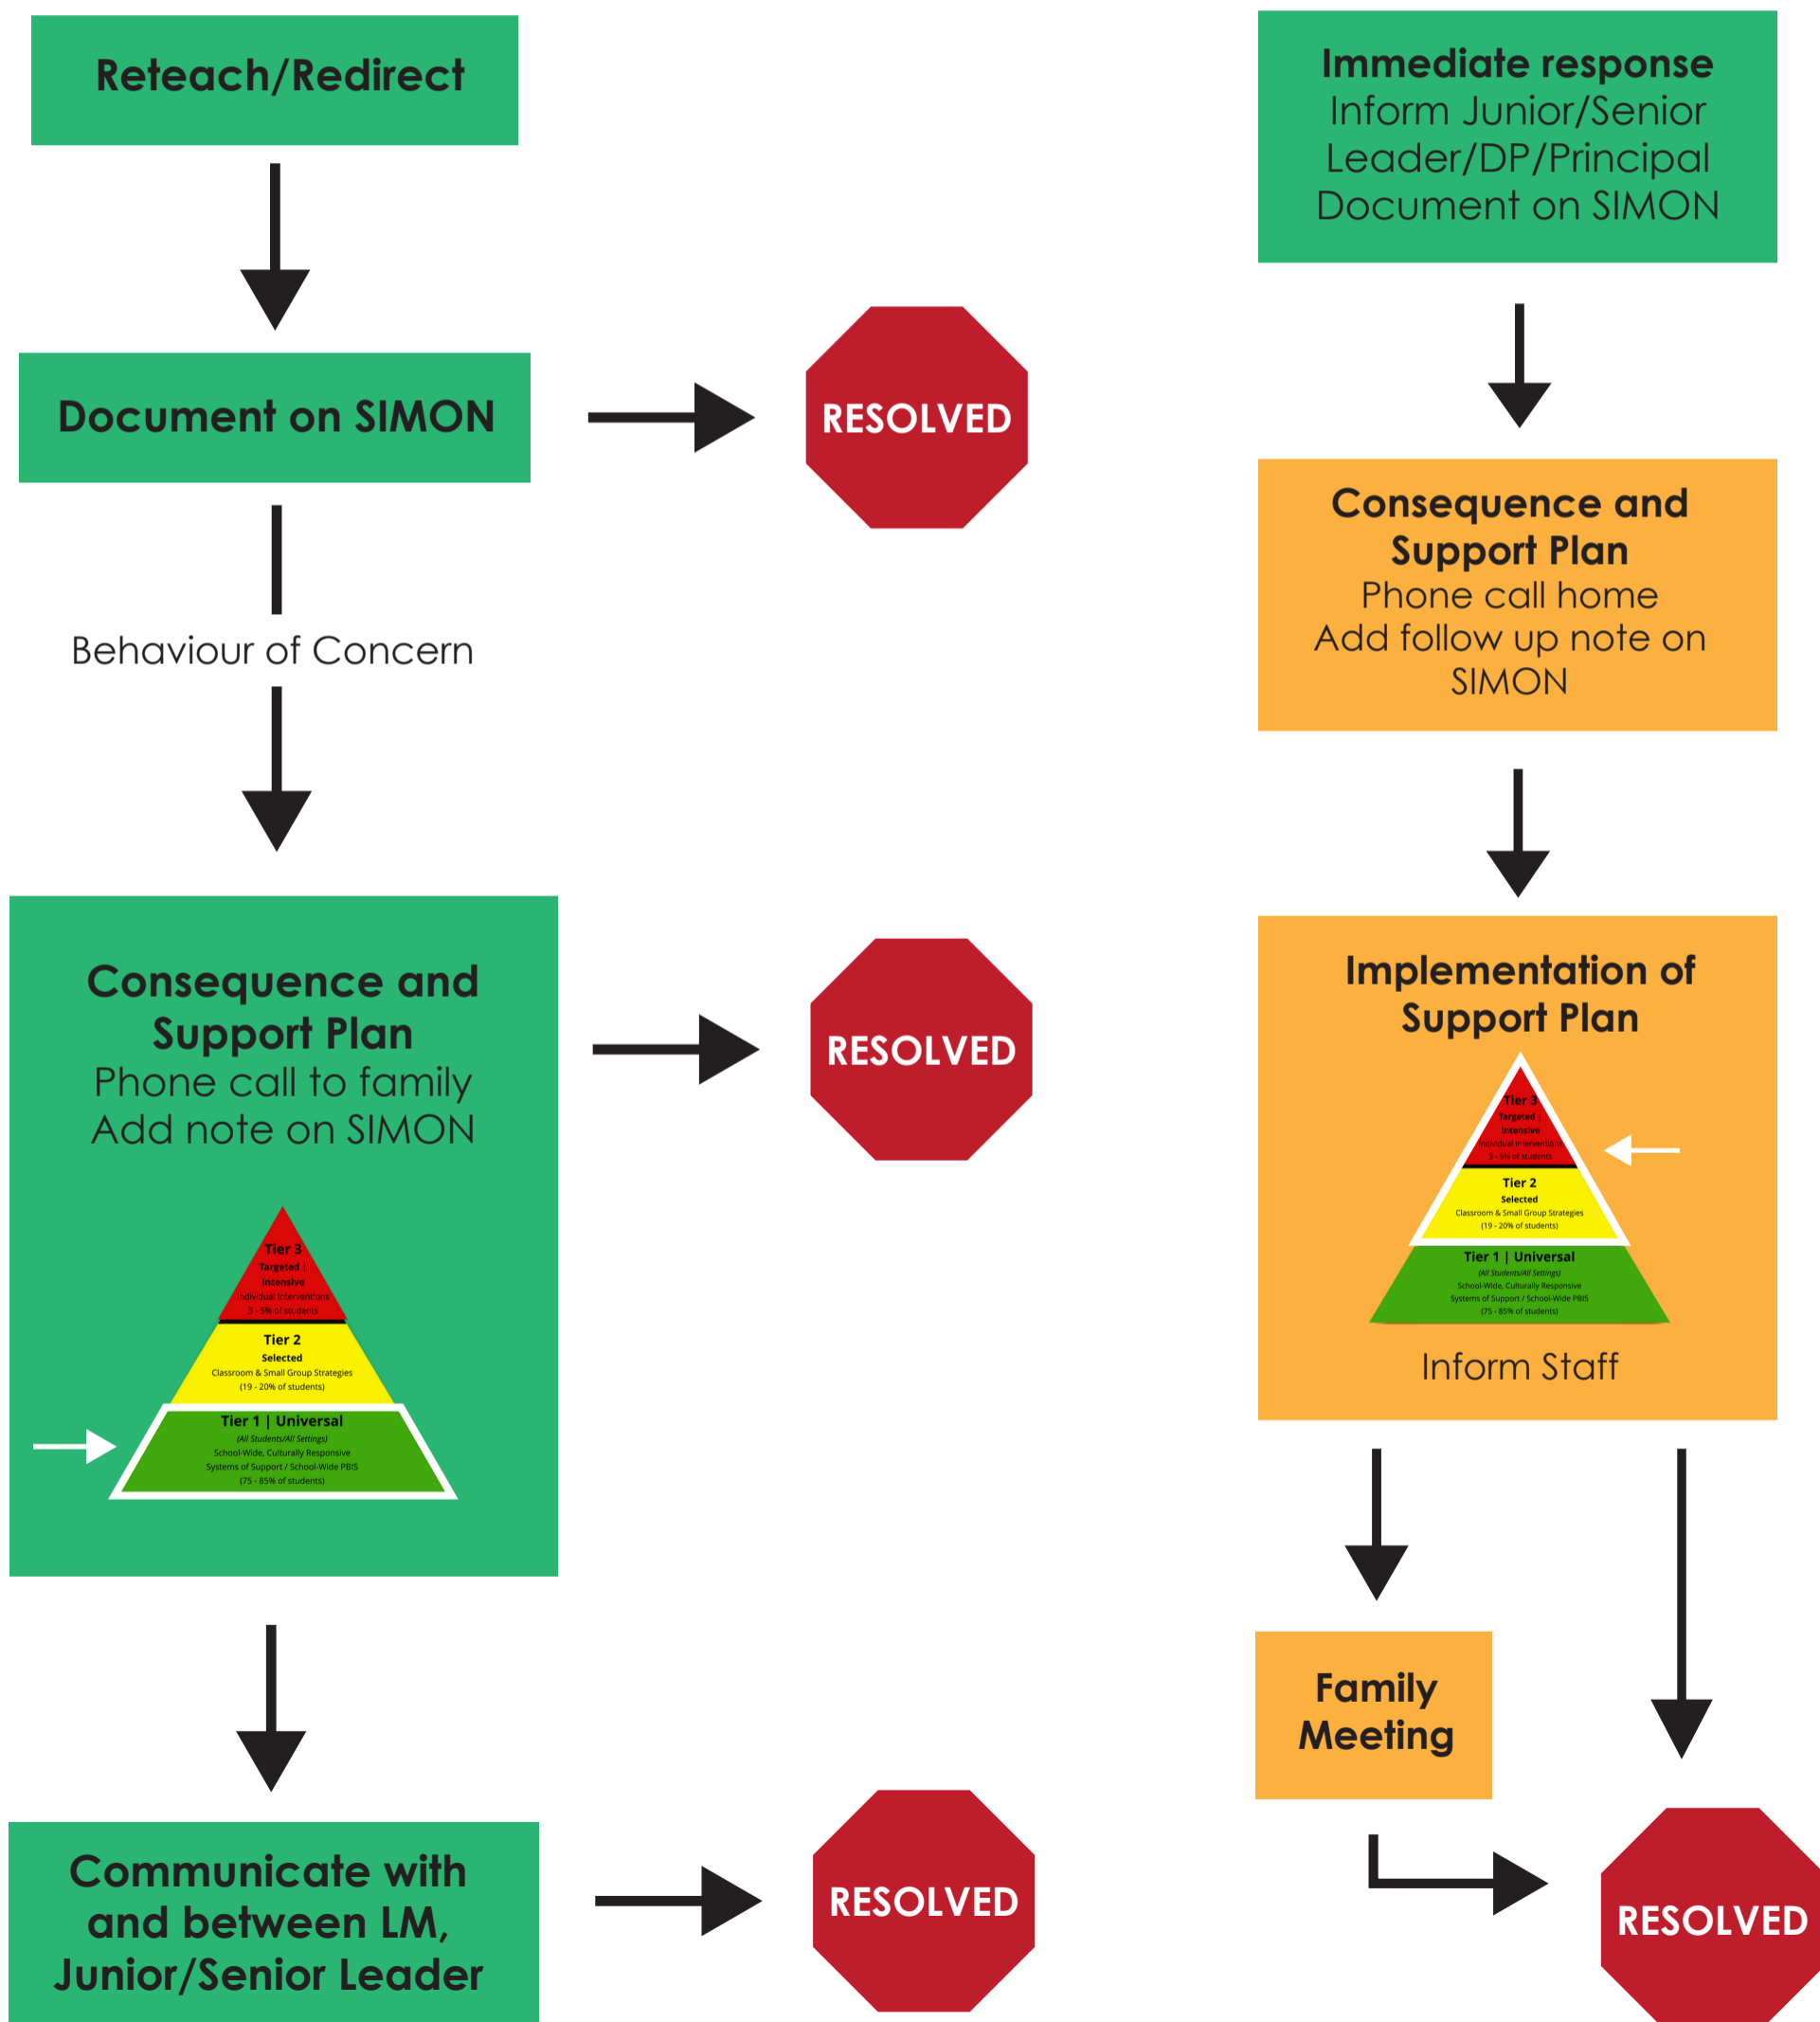 Reteach/Redirect
Document on SIMON
RESOLVED
Behaviour of Concern
Consequence and
Support Plan
Phone call to family
Add note on SIMON
Tier 3
Targeted |
Intensive
Individual Interventions
3 - 5% of students
Tier 2
Selected
Classroom & Small Group Strategies
(19 - 20% of students)
Tier 1 | Universal
(All Students/All Settings)
School-Wide, Culturally Responsive
Systems of Support / School-Wide PBIS
(75 - 85% of students)
RESOLVED
Communicate with
and between LM,
Junior/Senior Leader
RESOLVED
Immediate response
Inform Junior/Senior
Leader/DP/Principal
Document on SIMON
Consequence and
Support Plan
Phone call home
Add follow up note on
SIMON
Implementation of
Support Plan
Tier 3
Targeted |
Intensive
Individual Interventions
3 - 5% of students
Tier 2
Selected
Classroom & Small Group Strategies
(19 - 20% of students)
Tier 1 | Universal
(All Students/All Settings)
School-Wide, Culturally Responsive
Systems of Support / School-Wide PBIS
(75 - 85% of students)
Inform Staff
Family
Meeting
RESOLVED